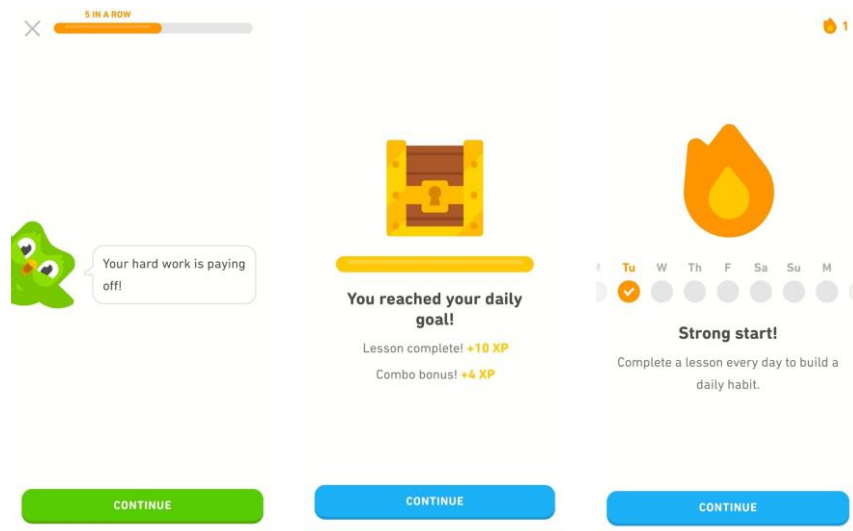 5 IN A ROW
Your hard work is paying
off!
CONTINUE
You reached your daily
goal!
Lesson complete! +10 XP
Combo bonus! +4 XP
CONTINUE
1
Tu W Th F Sa Su M
Strong start!
Complete a lesson every day to build a
daily habit.
CONTINUE